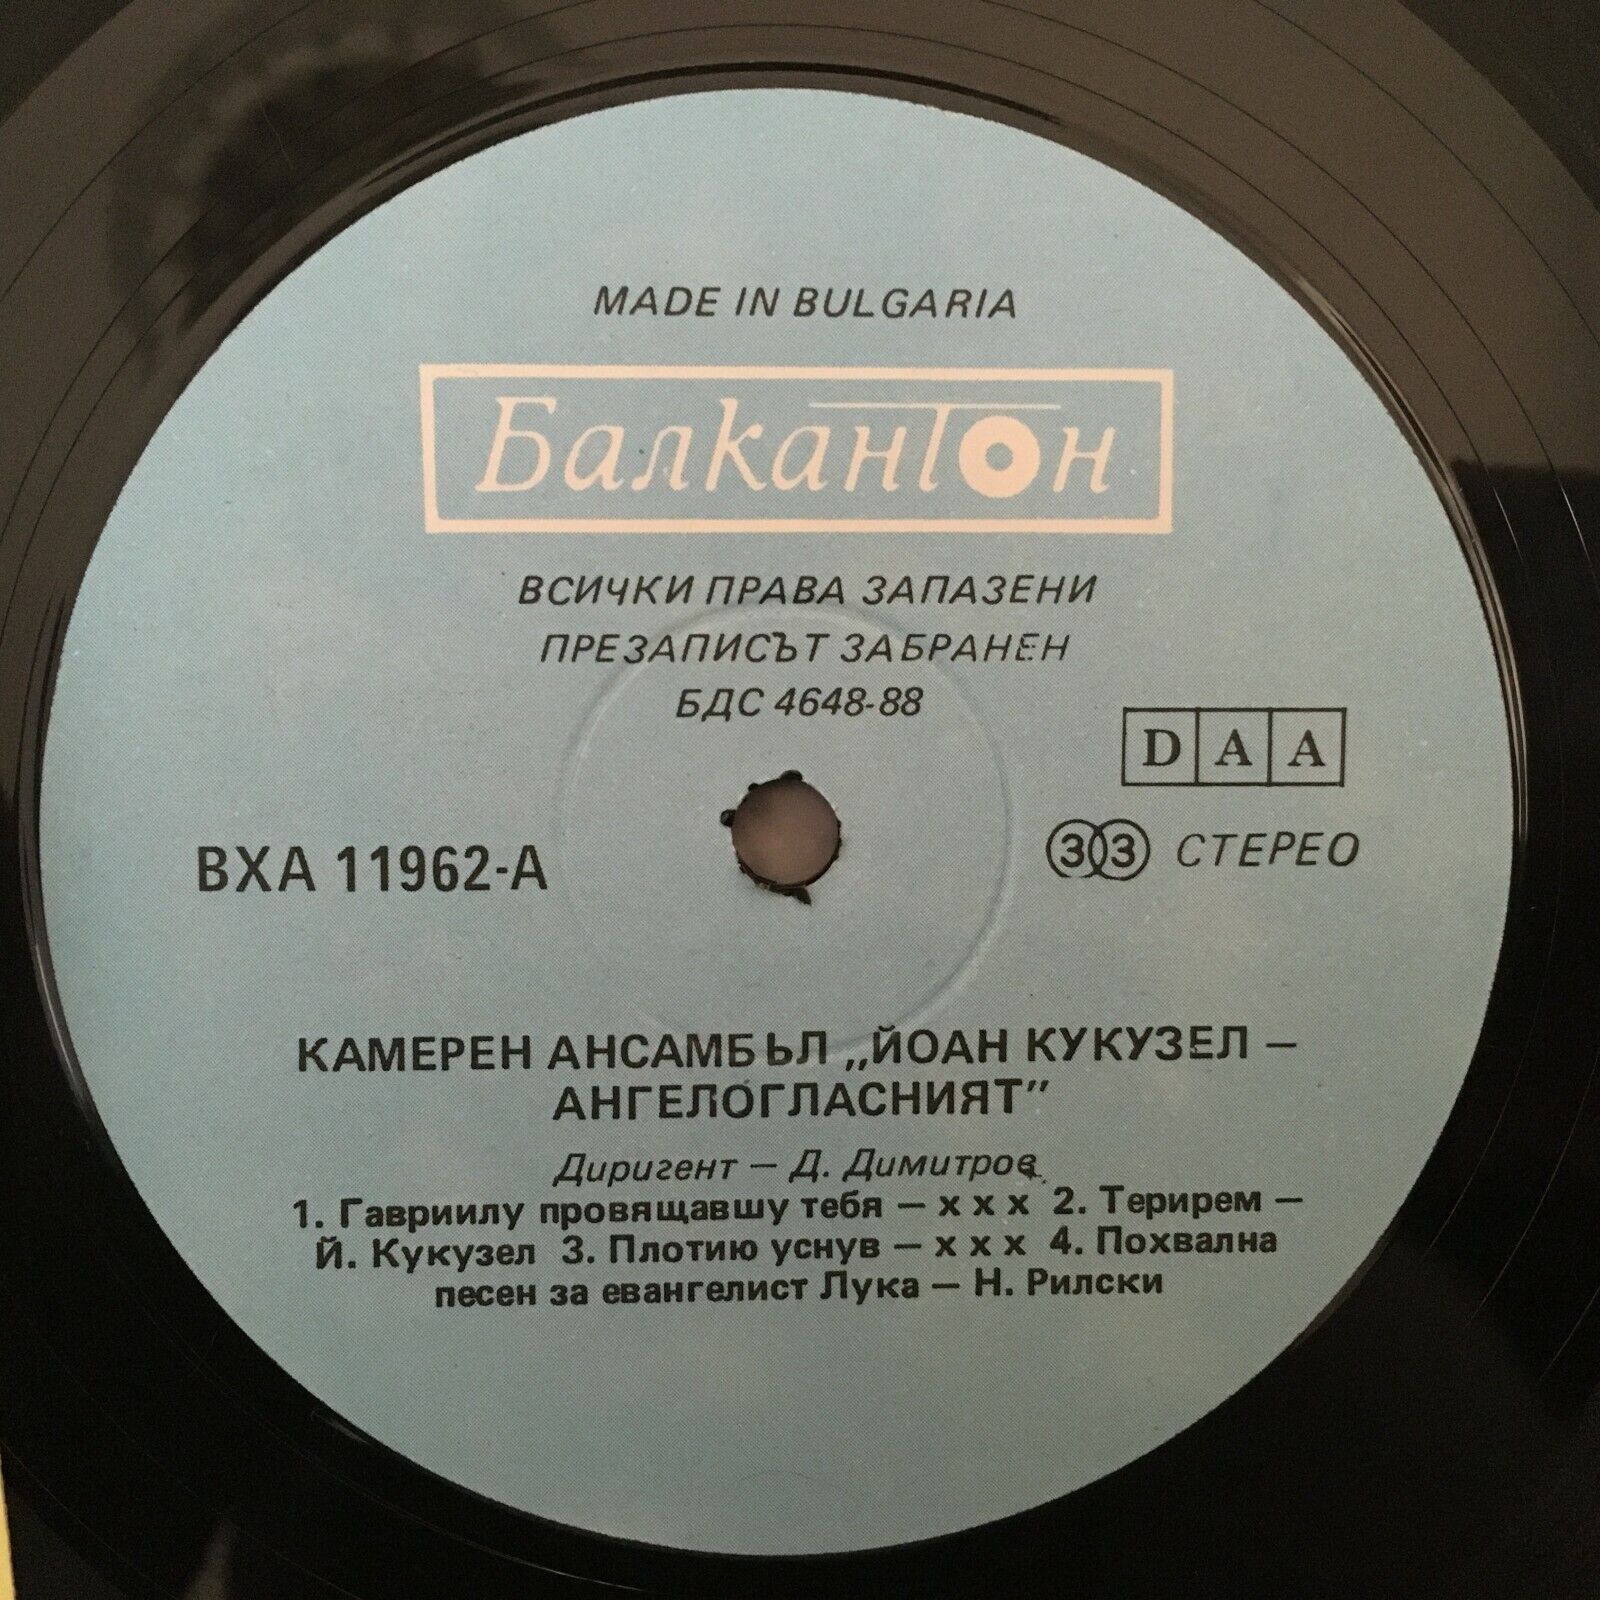 MADE IN BULGARIA
Балкантон
ВСИЧКИ ПРАВА ЗАПАЗЕНИ
ПРЕЗАПИСЪТ ЗАБРАНЕН
БДС 4648-88
D A A
ВХА 11962-А
33 СТЕРЕО
КАМЕРЕН АНСАМБЪЛ „ЙОАН КУКУЗЕЛ –
АНГЕЛОГЛАСНИЯТ”
Диригент – Д. Димитров
1. Гавриилу провящавшу тебя – х х х 2. Терирем –
Й. Кукузел 3. Плотию уснув – х х х 4. Похвална
песен за евангелист Лука – Н. Рилски